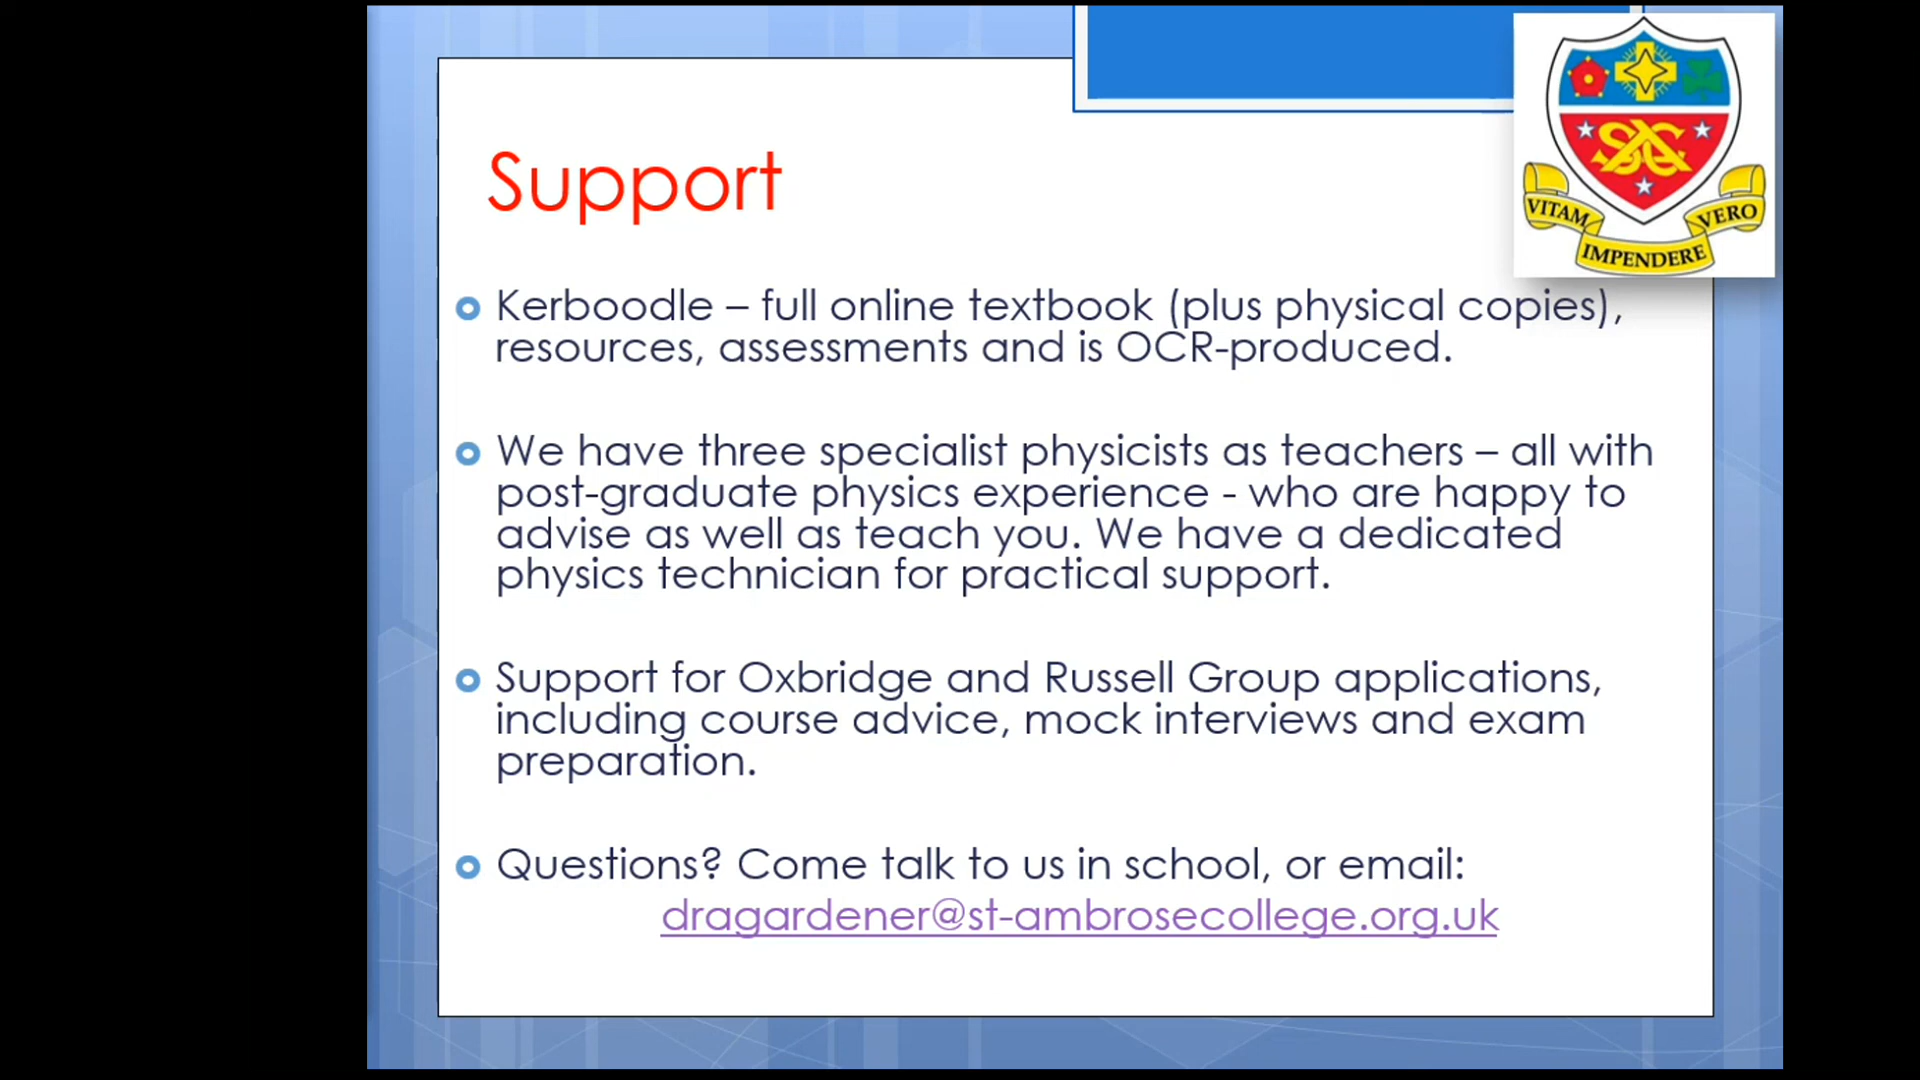 Support
VITAM
IMPENDERE
VERO
Kerboodle – full online textbook (plus physical copies),
resources, assessments and is OCR-produced.
We have three specialist physicists as teachers – all with
post-graduate physics experience - who are happy to
advise as well as teach you. We have a dedicated
physics technician for practical support.
Support for Oxbridge and Russell Group applications,
including course advice, mock interviews and exam
preparation.
Questions? Come talk to us in school, or email:
dragardener@st-ambrosecollege.org.uk